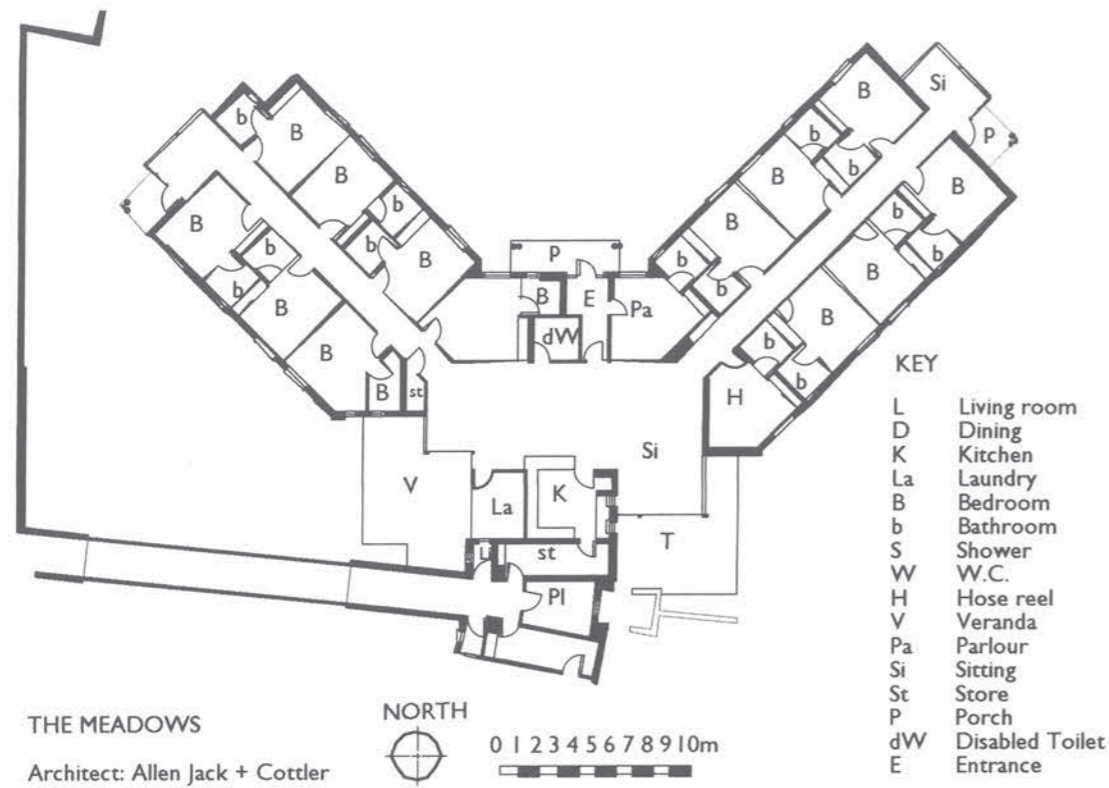 B Si
b B b P
B B b B
b b B B
b b P b
B b B
b B B E Pa b B
dW b
B KEY
B st H b
L Living room
D Dining
Si K Kitchen
V La K La Laundry
B Bedroom
b Bathroom
st T S Shower
W W.C.
Pl H Hose reel
V Veranda
Pa Parlour
Si Sitting
St Store
P Porch
dW Disabled Toilet
E Entrance
THE MEADOWS
Architect: Allen Jack + Cottler
NORTH
0 1 2 3 4 5 6 7 8 9 10m